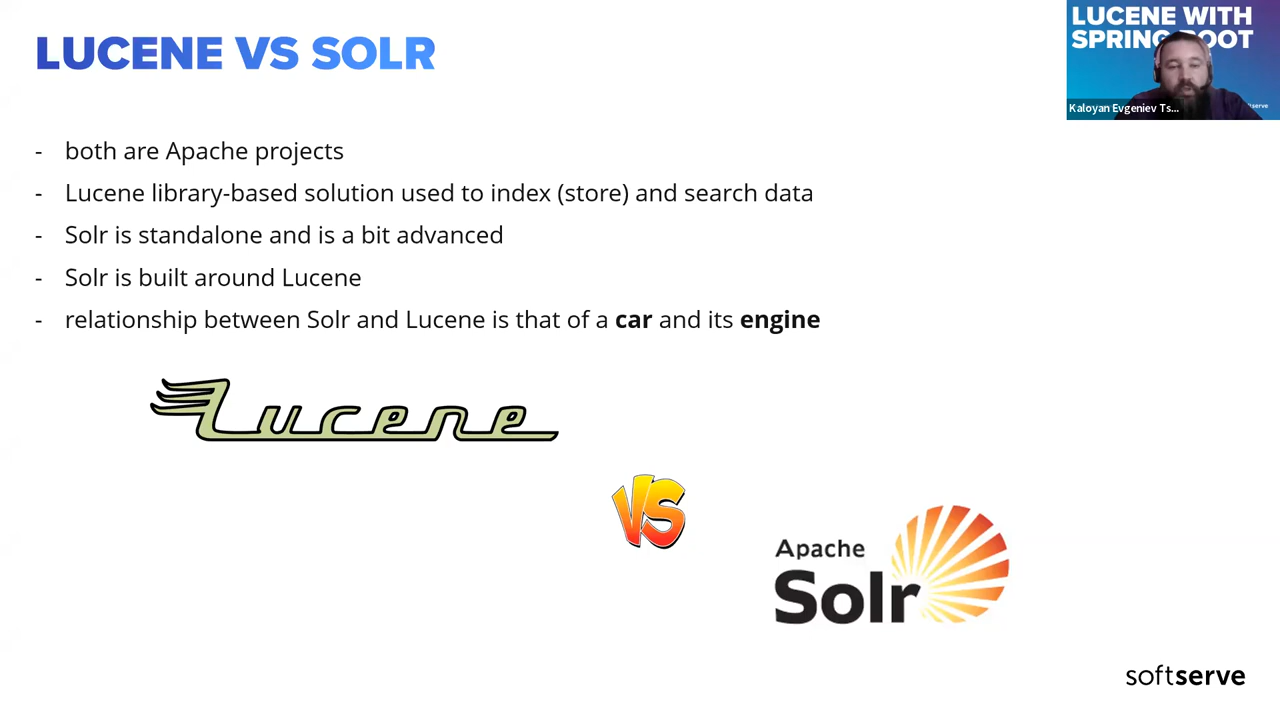 LUCENE VS SOLR
LUCENE WITH
SPRING BOOT
Kaloyan Evgeniev Ts...
- both are Apache projects
- Lucene library-based solution used to index (store) and search data
- Solr is standalone and is a bit advanced
- Solr is built around Lucene
- relationship between Solr and Lucene is that of a car and its engine
Lucene
VS
Apache
Solr
softserve